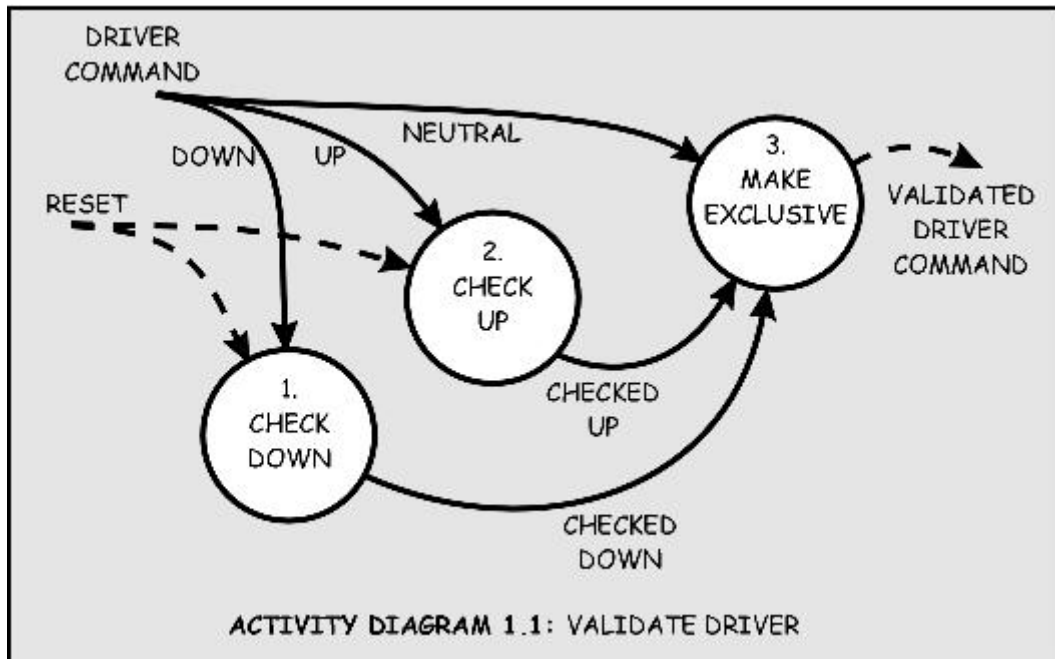 DRIVER
COMMAND
DOWN
UP
NEUTRAL
RESET
3.
MAKE
EXCLUSIVE
VALIDATED
DRIVER
COMMAND
2.
CHECK
UP
1.
CHECK
DOWN
CHECKED
UP
CHECKED
DOWN
ACTIVITY DIAGRAM 1.1: VALIDATE DRIVER